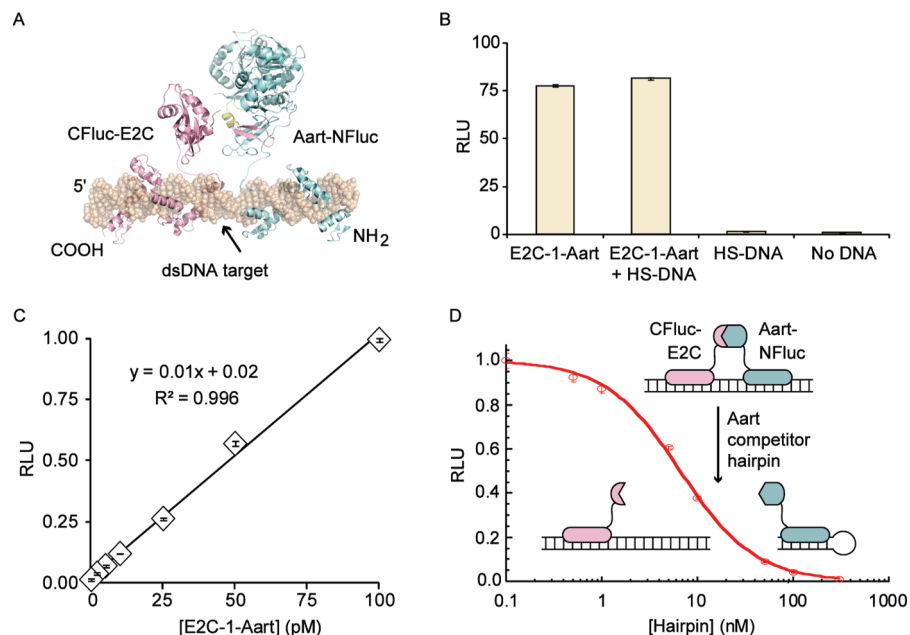 A
CFluc-E2C
Aart-NFluc
5'
COOH
NH2
dsDNA target
B
100
75
50
25
0
RLU
E2C-1-Aart
E2C-1-Aart
+ HS-DNA
HS-DNA
No DNA
C
1.00
0.75
0.50
0.25
0.00
RLU
y = 0.01x + 0.02
R² = 0.996
0
25
50
75
100
[E2C-1-Aart] (pM)
D
1.0
0.8
0.6
0.4
0.2
0.0
RLU
CFluc-
E2C
Aart-
NFluc
Aart
competitor
hairpin
0.1
1
10
100
1000
[Hairpin] (nM)